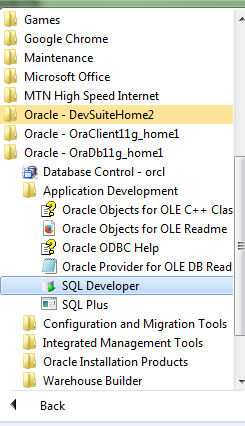 Games
Google Chrome
Maintenance
Microsoft Office
MTN High Speed Internet
Oracle - DevSuiteHome2
Oracle - OraClient11g_home1
Oracle - OraDb11g_home1
Database Control - orcl
Application Development
Oracle Objects for OLE C++ Clas
Oracle Objects for OLE Readme
Oracle ODBC Help
Oracle Provider for OLE DB Read
SQL Developer
SQL Plus
Configuration and Migration Tools
Integrated Management Tools
Oracle Installation Products
Warehouse Builder
Back